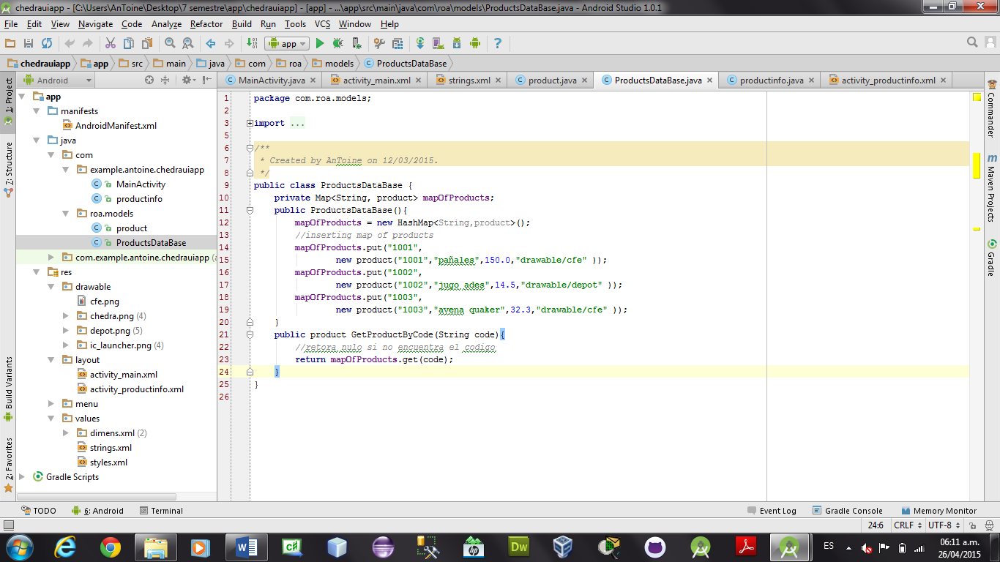 chedrauiapp - [C:\Users\AnToine\Desktop\7 semestre\app\chedrauiapp] - [app] - ...\app\src\main\java\com\roa\models\ProductsDataBase.java - Android Studio 1.0.1
File Edit View Navigate Code Analyze Refactor Build Run Tools VCS Window Help
app
chedrauiapp app src main java com roa models ProductsDataBase
Android
MainActivity.java activity_main.xml strings.xml product.java ProductsDataBase.java productinfo.java activity_productinfo.xml
1: Project
7: Structure
Build Variants
2: Favorites
app
manifests
AndroidManifest.xml
java
com
example.antoine.chedrauiapp
MainActivity
productinfo
roa.models
product
ProductsDataBase
com.example.antoine.chedrauiapp (a
res
drawable
cfe.png
chedra.png (4)
depot.png (5)
ic_launcher.png (4)
layout
activity_main.xml
activity_productinfo.xml
menu
values
dimens.xml (2)
strings.xml
styles.xml
Gradle Scripts
1 package com.roa.models;
2
3 import ...
5
6 /**
7 * Created by AnToine on 12/03/2015.
8 */
9 public class ProductsDataBase {
10 private Map<String, product> mapOfProducts;
11 public ProductsDataBase(){
12 mapOfProducts = new HashMap<String,product>();
13 //inserting map of products
14 mapOfProducts.put("1001",
15 new product("1001","pañales",150.0,"drawable/cfe" ));
16 mapOfProducts.put("1002",
17 new product("1002","jugo ades",14.5,"drawable/depot" ));
18 mapOfProducts.put("1003",
19 new product("1003","avena quaker",32.3,"drawable/cfe" ));
20 }
21 public product GetProductByCode(String code){
22 //retora nulo si no encuentra el codigo
23 return mapOfProducts.get(code);
24 }
25 }
26
Commander
m Maven Projects
Gradle
TODO 6: Android Terminal Event Log Gradle Console Memory Monitor
24:6 CRLF UTF-8
W C# hp Dw
ES
06:11 a.m.
26/04/2015